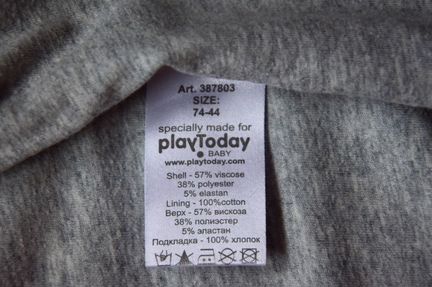 Art. 387803
SIZE:
74-44
specially made for
playToday
BABY
www.playtoday.com
Shell - 57% viscose
38% polyester
5% elastan
Lining - 100%cotton
Верх - 57% вискоза
38% полиэстер
5% эластан
Подкладка - 100% хлопок